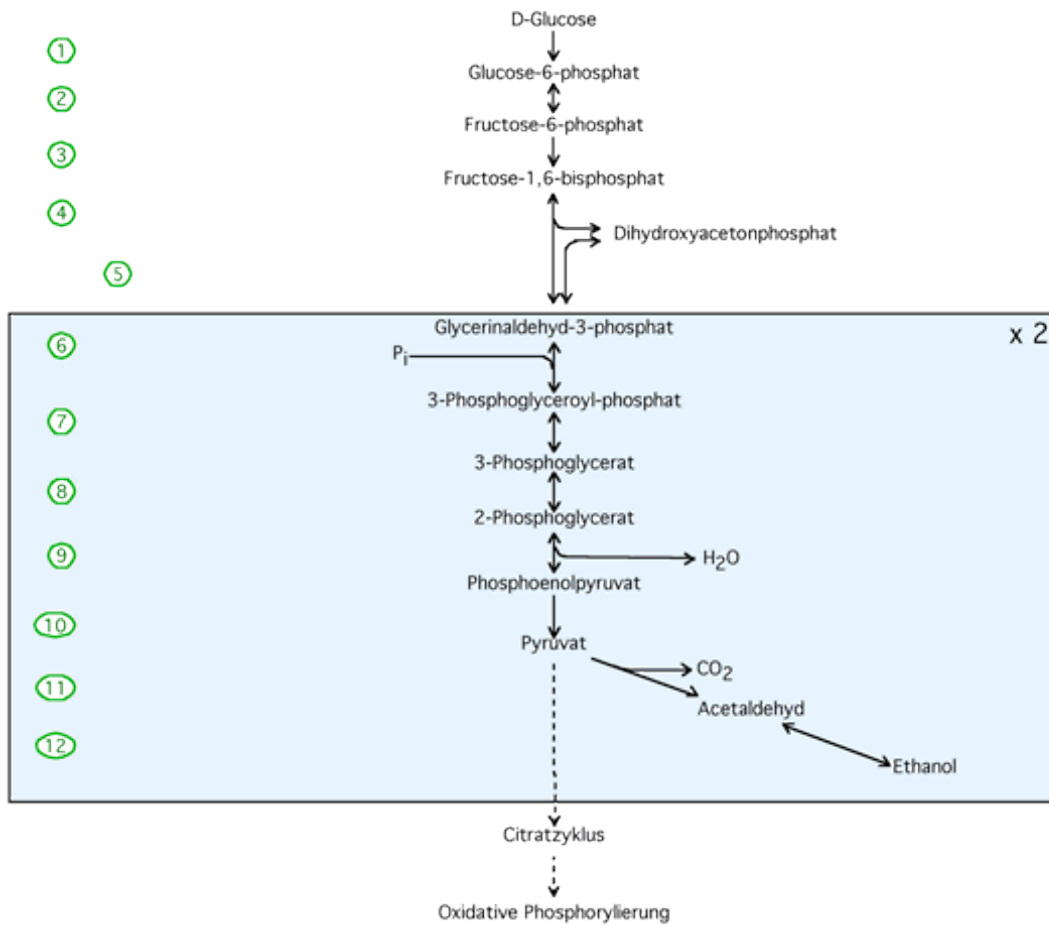 D-Glucose
1
Glucose-6-phosphat
2
Fructose-6-phosphat
3
Fructose-1,6-bisphosphat
4
Dihydroxyacetonphosphat
5
Glycerinaldehyd-3-phosphat
x 2
6
Pi
3-Phosphoglyceroyl-phosphat
7
3-Phosphoglycerat
8
2-Phosphoglycerat
9
H2O
Phosphoenolpyruvat
10
Pyruvat
CO2
11
Acetaldehyd
12
Ethanol
Citratzyklus
Oxidative Phosphorylierung